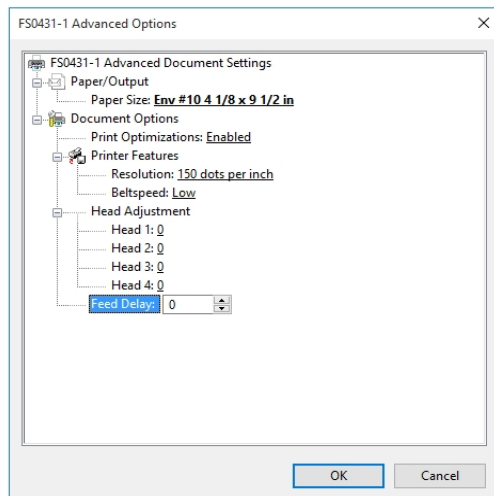 FS0431-1 Advanced Options
FS0431-1 Advanced Document Settings
Paper/Output
Paper Size: Env #10 4 1/8 x 9 1/2 in
Document Options
Print Optimizations: Enabled
Printer Features
Resolution: 150 dots per inch
Beltspeed: Low
Head Adjustment
Head 1: 0
Head 2: 0
Head 3: 0
Head 4: 0
Feed Delay: 0
OK Cancel